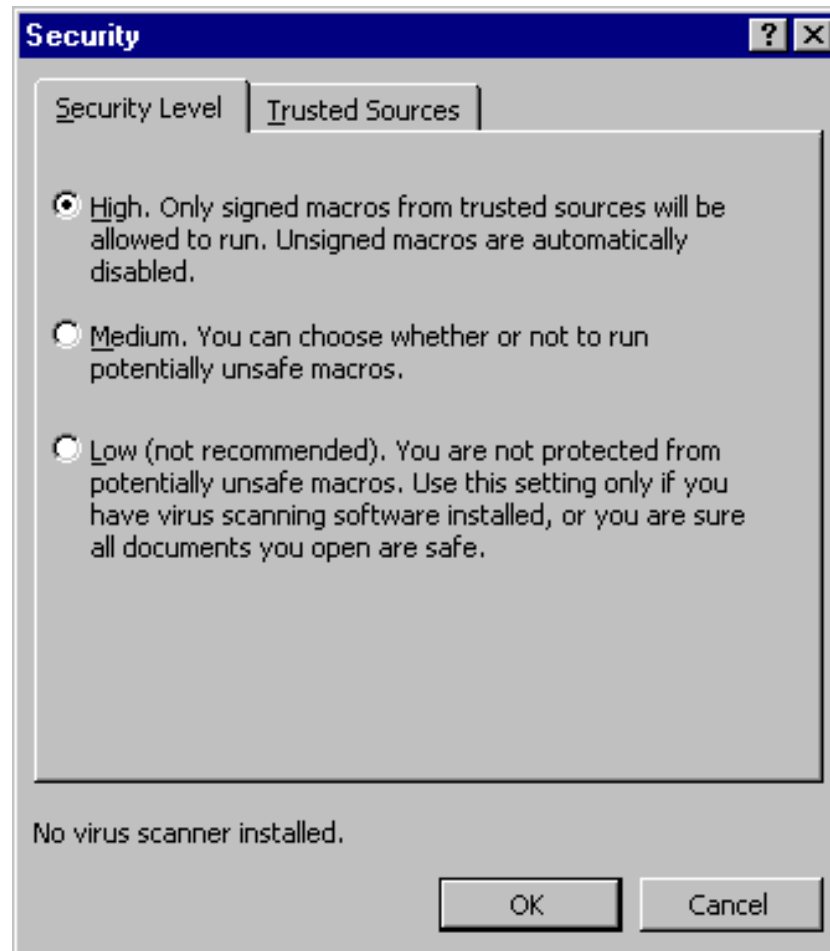 Security
Security Level
Trusted Sources
High. Only signed macros from trusted sources will be
allowed to run. Unsigned macros are automatically
disabled.
Medium. You can choose whether or not to run
potentially unsafe macros.
Low (not recommended). You are not protected from
potentially unsafe macros. Use this setting only if you
have virus scanning software installed, or you are sure
all documents you open are safe.
No virus scanner installed.
OK
Cancel